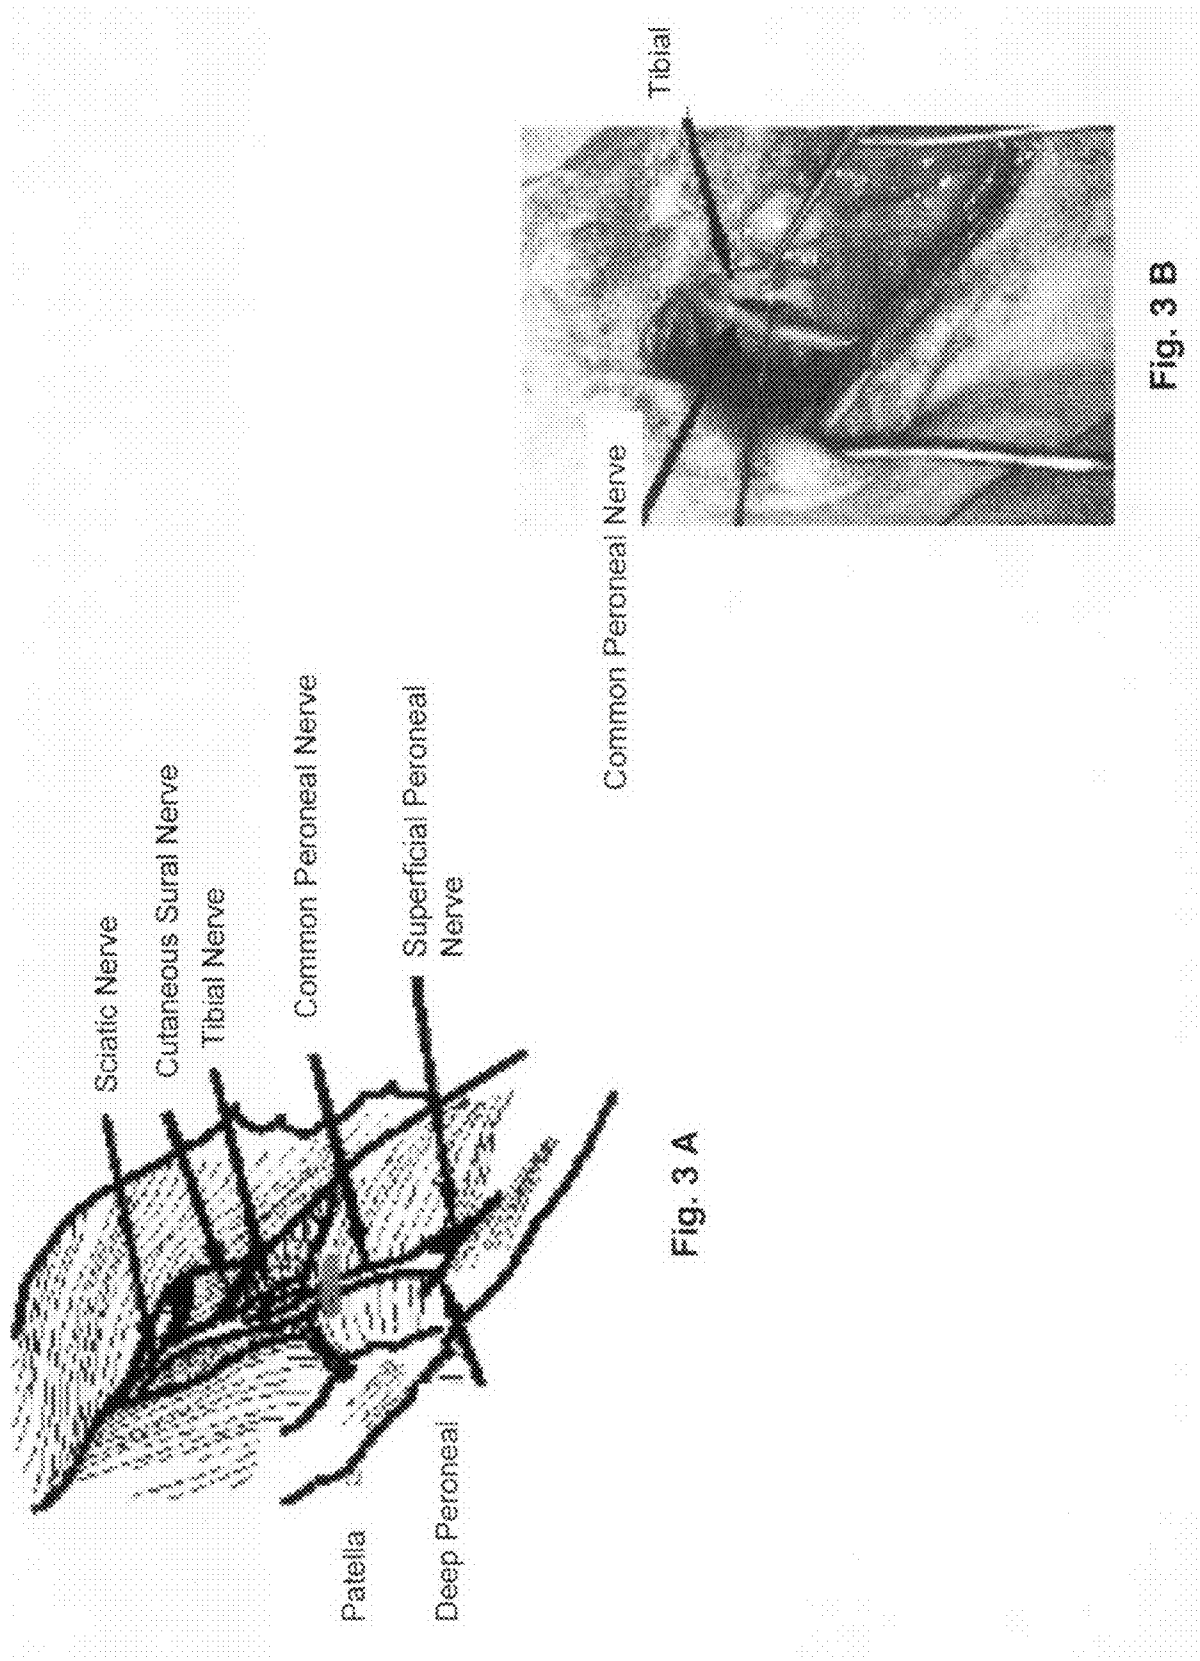 Sciatic Nerve
Cutaneous Sural Nerve
Tibial Nerve
Common Peroneal Nerve
Superficial Peroneal
Nerve
Patella
Deep Peroneal
Fig. 3 A
Common Peroneal Nerve
Tibial
Fig. 3 B